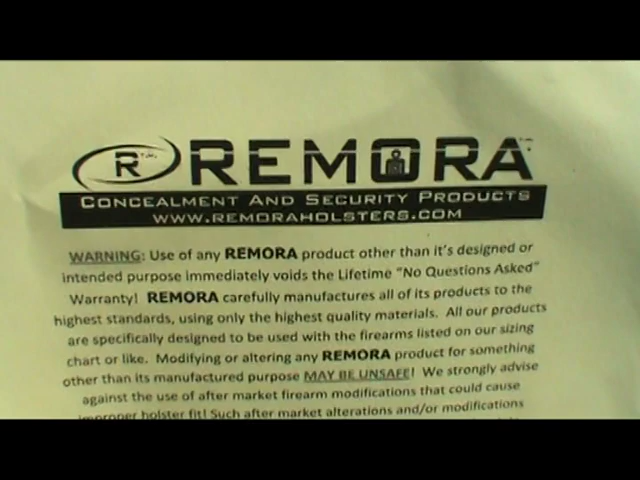 R™ REMORA™
CONCEALMENT AND SECURITY PRODUCTS
WWW.REMORAHOLSTERS.COM
WARNING: Use of any REMORA product other than it's designed or
intended purpose immediately voids the Lifetime "No Questions Asked"
Warranty! REMORA carefully manufactures all of its products to the
highest standards, using only the highest quality materials. All our products
are specifically designed to be used with the firearms listed on our sizing
chart or like. Modifying or altering any REMORA product for something
other than its manufactured purpose MAY BE UNSAFE! We strongly advise
against the use of after market firearm modifications that could cause
improper holster fit! Such after market alterations and/or modifications